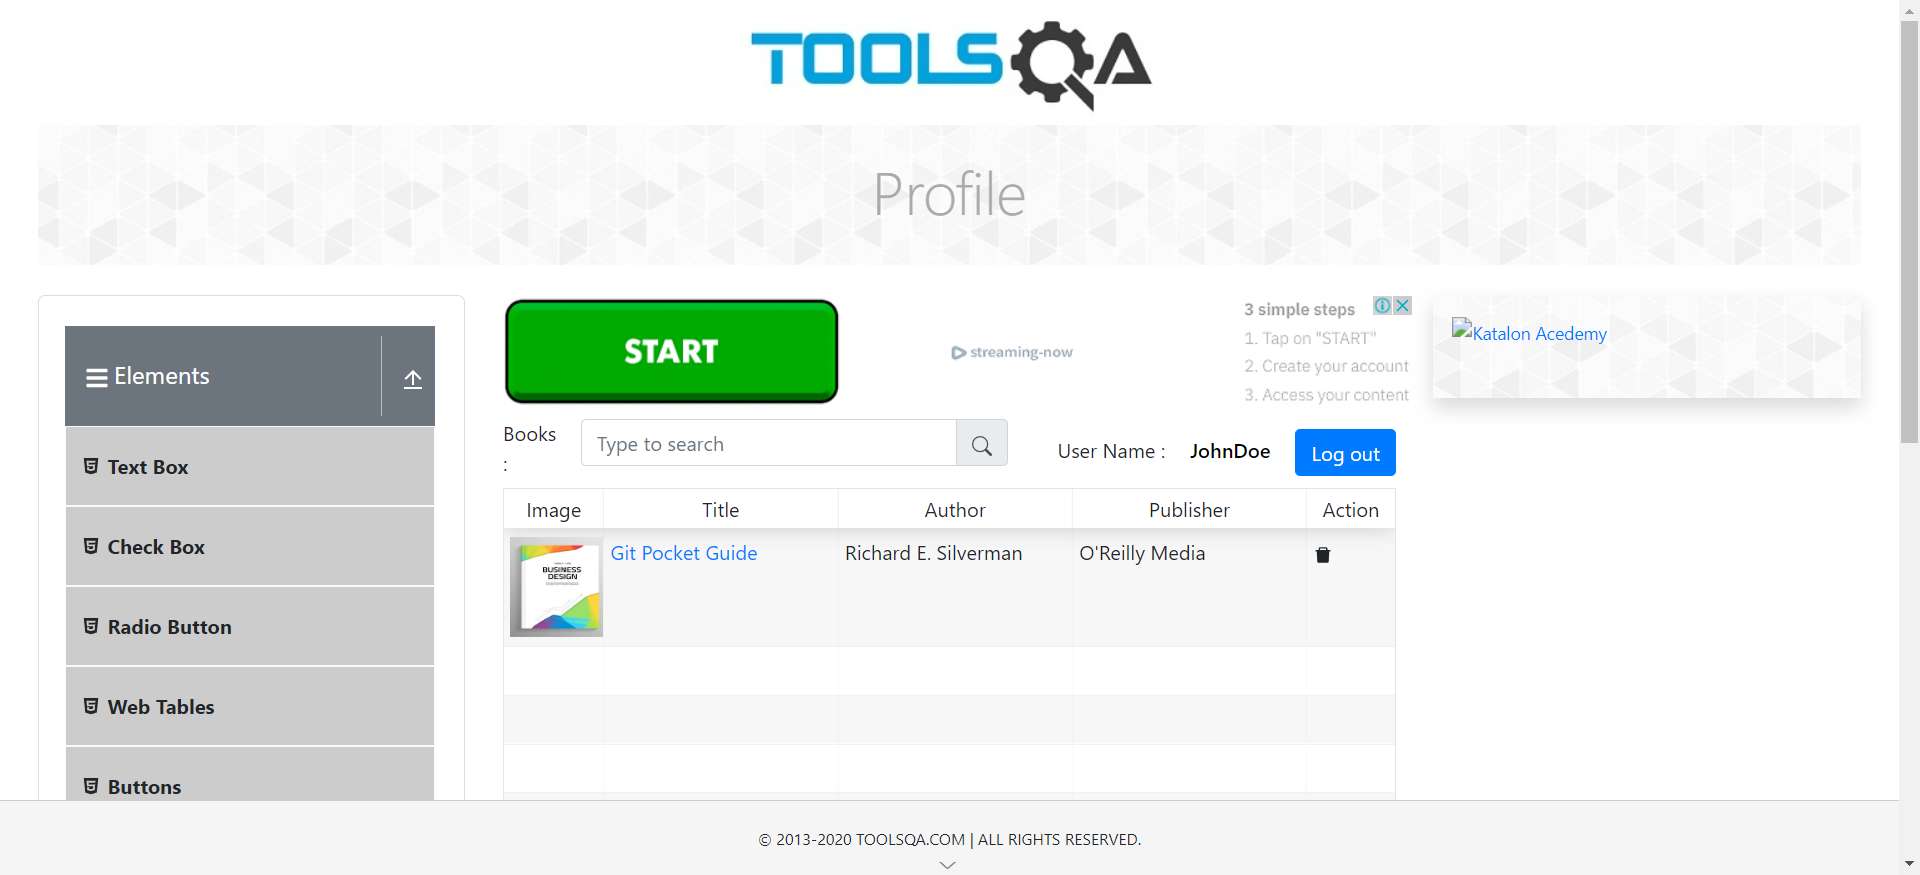 TOOLSQA
Profile
Elements
Text Box
Check Box
Radio Button
Web Tables
Buttons
START
streaming-now
3 simple steps
1. Tap on "START"
2. Create your account
3. Access your content
Katalon Acedemy
Books
:
Type to search
User Name :
JohnDoe
Log out
Image Title Author Publisher Action
BUSINESS
DESIGN
Git Pocket Guide Richard E. Silverman O'Reilly Media
© 2013-2020 TOOLSQA.COM | ALL RIGHTS RESERVED.